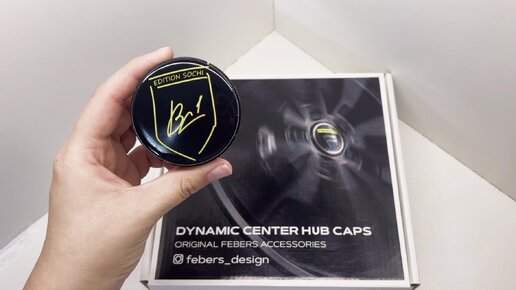 EDITION SOCHI
DYNAMIC CENTER HUB CAPS
ORIGINAL FEBERS ACCESSORIES
febers_design